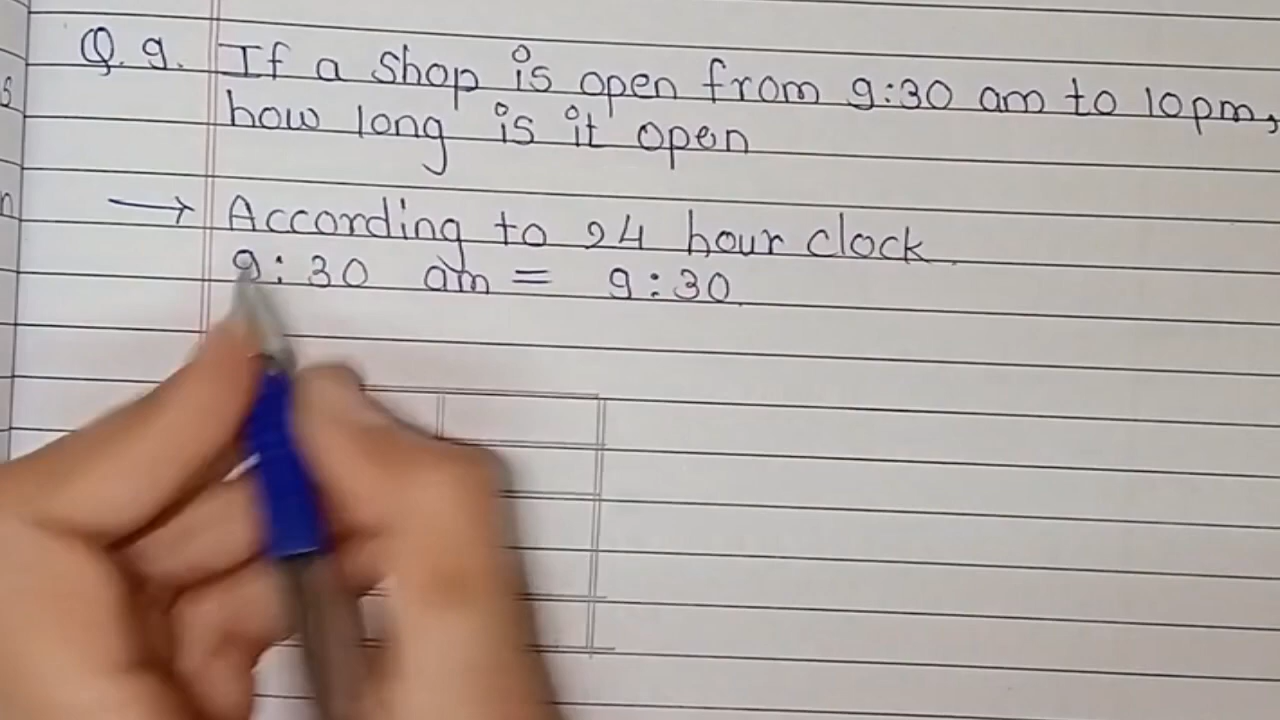 Q. 9. If a shop is open from 9:30 am to 10pm,
how long is it open
→ According to 24 hour clock
9:30 am = 9:30